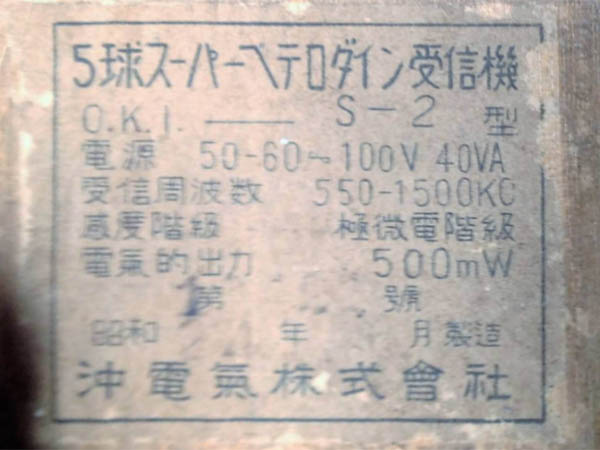 5球スーパーヘテロダイン受信機
O.K.I. ―― S-2 型
電源 50-60~100V 40VA
受信周波数 550-1500KC
感度階級 極微電階級
電氣的出力 500mW
第 號
昭和 年 月製造
沖電氣株式會社